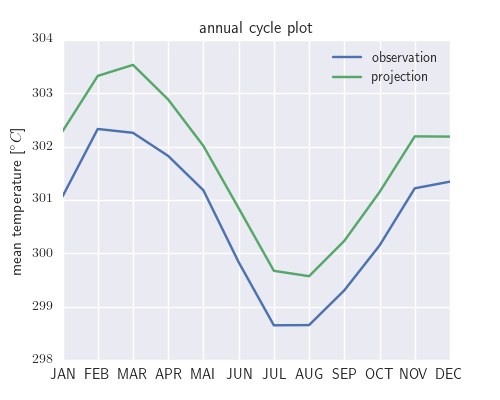 annual cycle plot
304
303
302
301
300
299
298
mean temperature [°C]
observation
projection
JAN FEB MAR APR MAI JUN JUL AUG SEP OCT NOV DEC